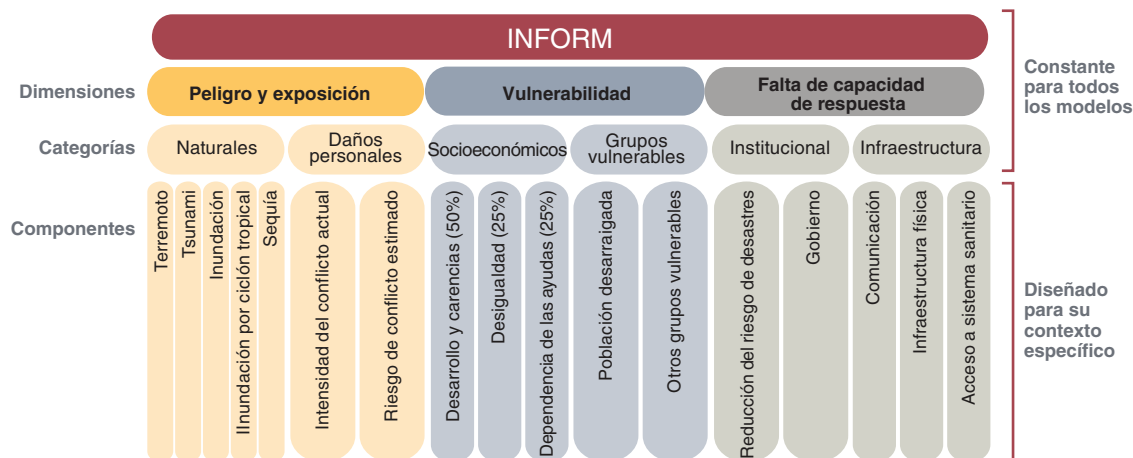 INFORM
Dimensiones
Peligro y exposición
Vulnerabilidad
Falta de capacidad
de respuesta
Constante
para todos
los modelos
Categorías
Naturales
Daños
personales
Socioeconómicos
Grupos
vulnerables
Institucional
Infraestructura
Componentes
Terremoto
Tsunami
Inundación
IInundación por ciclón tropical
Sequía
Intensidad del conflicto actual
Riesgo de conflicto estimado
Desarrollo y carencias (50%)
Desigualdad (25%)
Dependencia de las ayudas (25%)
Población desarraigada
Otros grupos vulnerables
Reducción del riesgo de desastres
Gobierno
Comunicación
Infraestructura física
Acceso a sistema sanitario
Diseñado
para su
contexto
específico